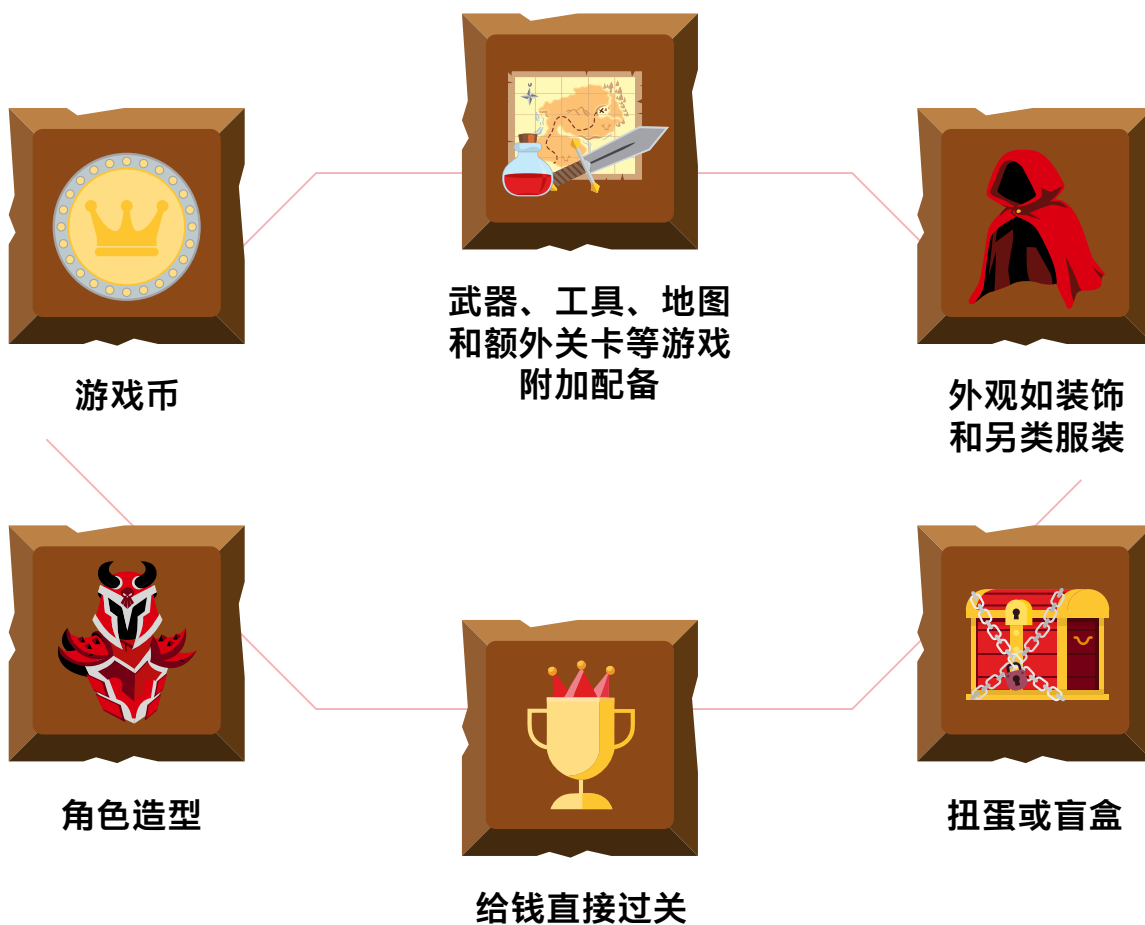 武器、工具、地图
和额外关卡等游戏
附加配备
游戏币
外观如装饰
和另类服装
角色造型
扭蛋或盲盒
给钱直接过关